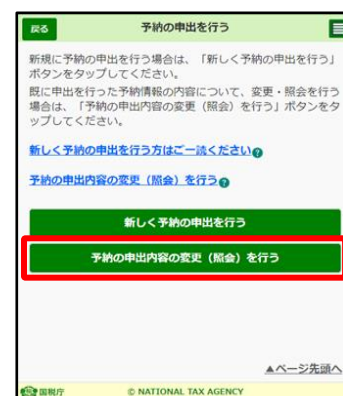 戻る
予納の申出を行う
新規に予納の申出を行う場合は、「新しく予納の申出を行う」
ボタンをタップしてください。
既に申出を行った予納情報の内容について、変更・照会を行う
場合は、「予納の申出内容の変更(照会)を行う」ボタンをタ
ップしてください。
新しく予納の申出を行う方はご一読ください?
予納の申出内容の変更(照会)を行う?
新しく予納の申出を行う
予納の申出内容の変更(照会)を行う
▲ページ先頭へ
国税庁
© NATIONAL TAX AGENCY